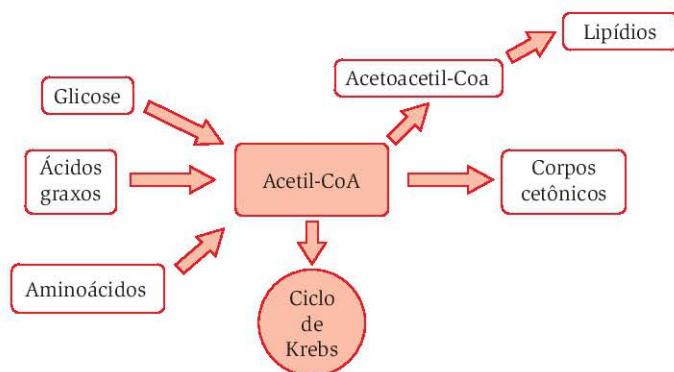 Lipídios
Acetoacetil-Coa
Glicose
Ácidos
graxos
Acetil-CoA
Corpos
cetônicos
Aminoácidos
Ciclo
de
Krebs